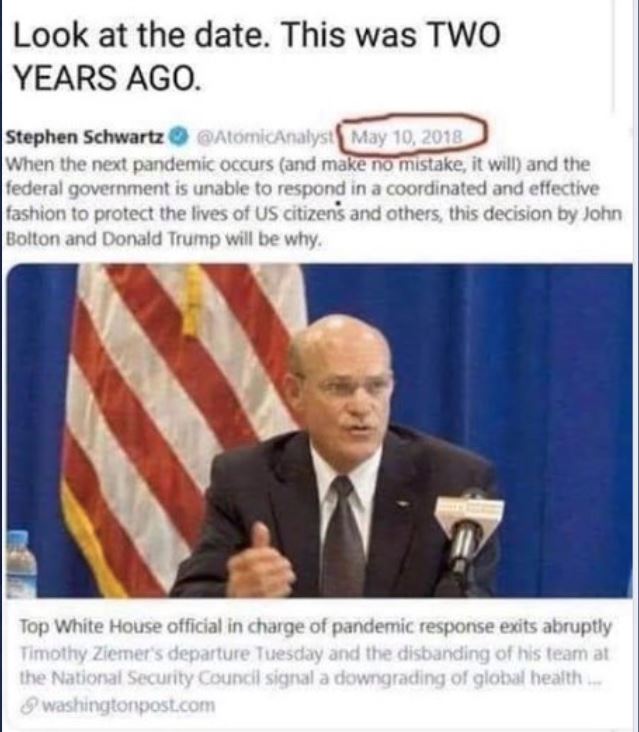 Look at the date. This was TWO
YEARS AGO.
Stephen Schwartz @AtomicAnalyst May 10, 2018
When the next pandemic occurs (and make no mistake, it will) and the
federal government is unable to respond in a coordinated and effective
fashion to protect the lives of US citizens and others, this decision by John
Bolton and Donald Trump will be why.
Top White House official in charge of pandemic response exits abruptly
Timothy Ziemer's departure Tuesday and the disbanding of his team at
the National Security Council signal a downgrading of global health ...
washingtonpost.com